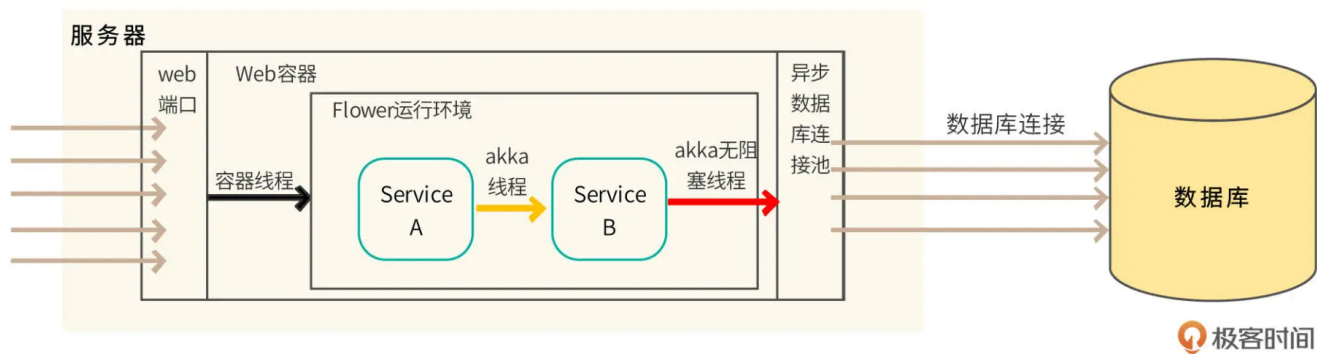 服务器
web
端口
Web容器
Flower运行环境
容器线程
Service
A
akka
线程
Service
B
akka无阻
塞线程
异步
数据
库连
接池
数据库连接
数据库
极客时间